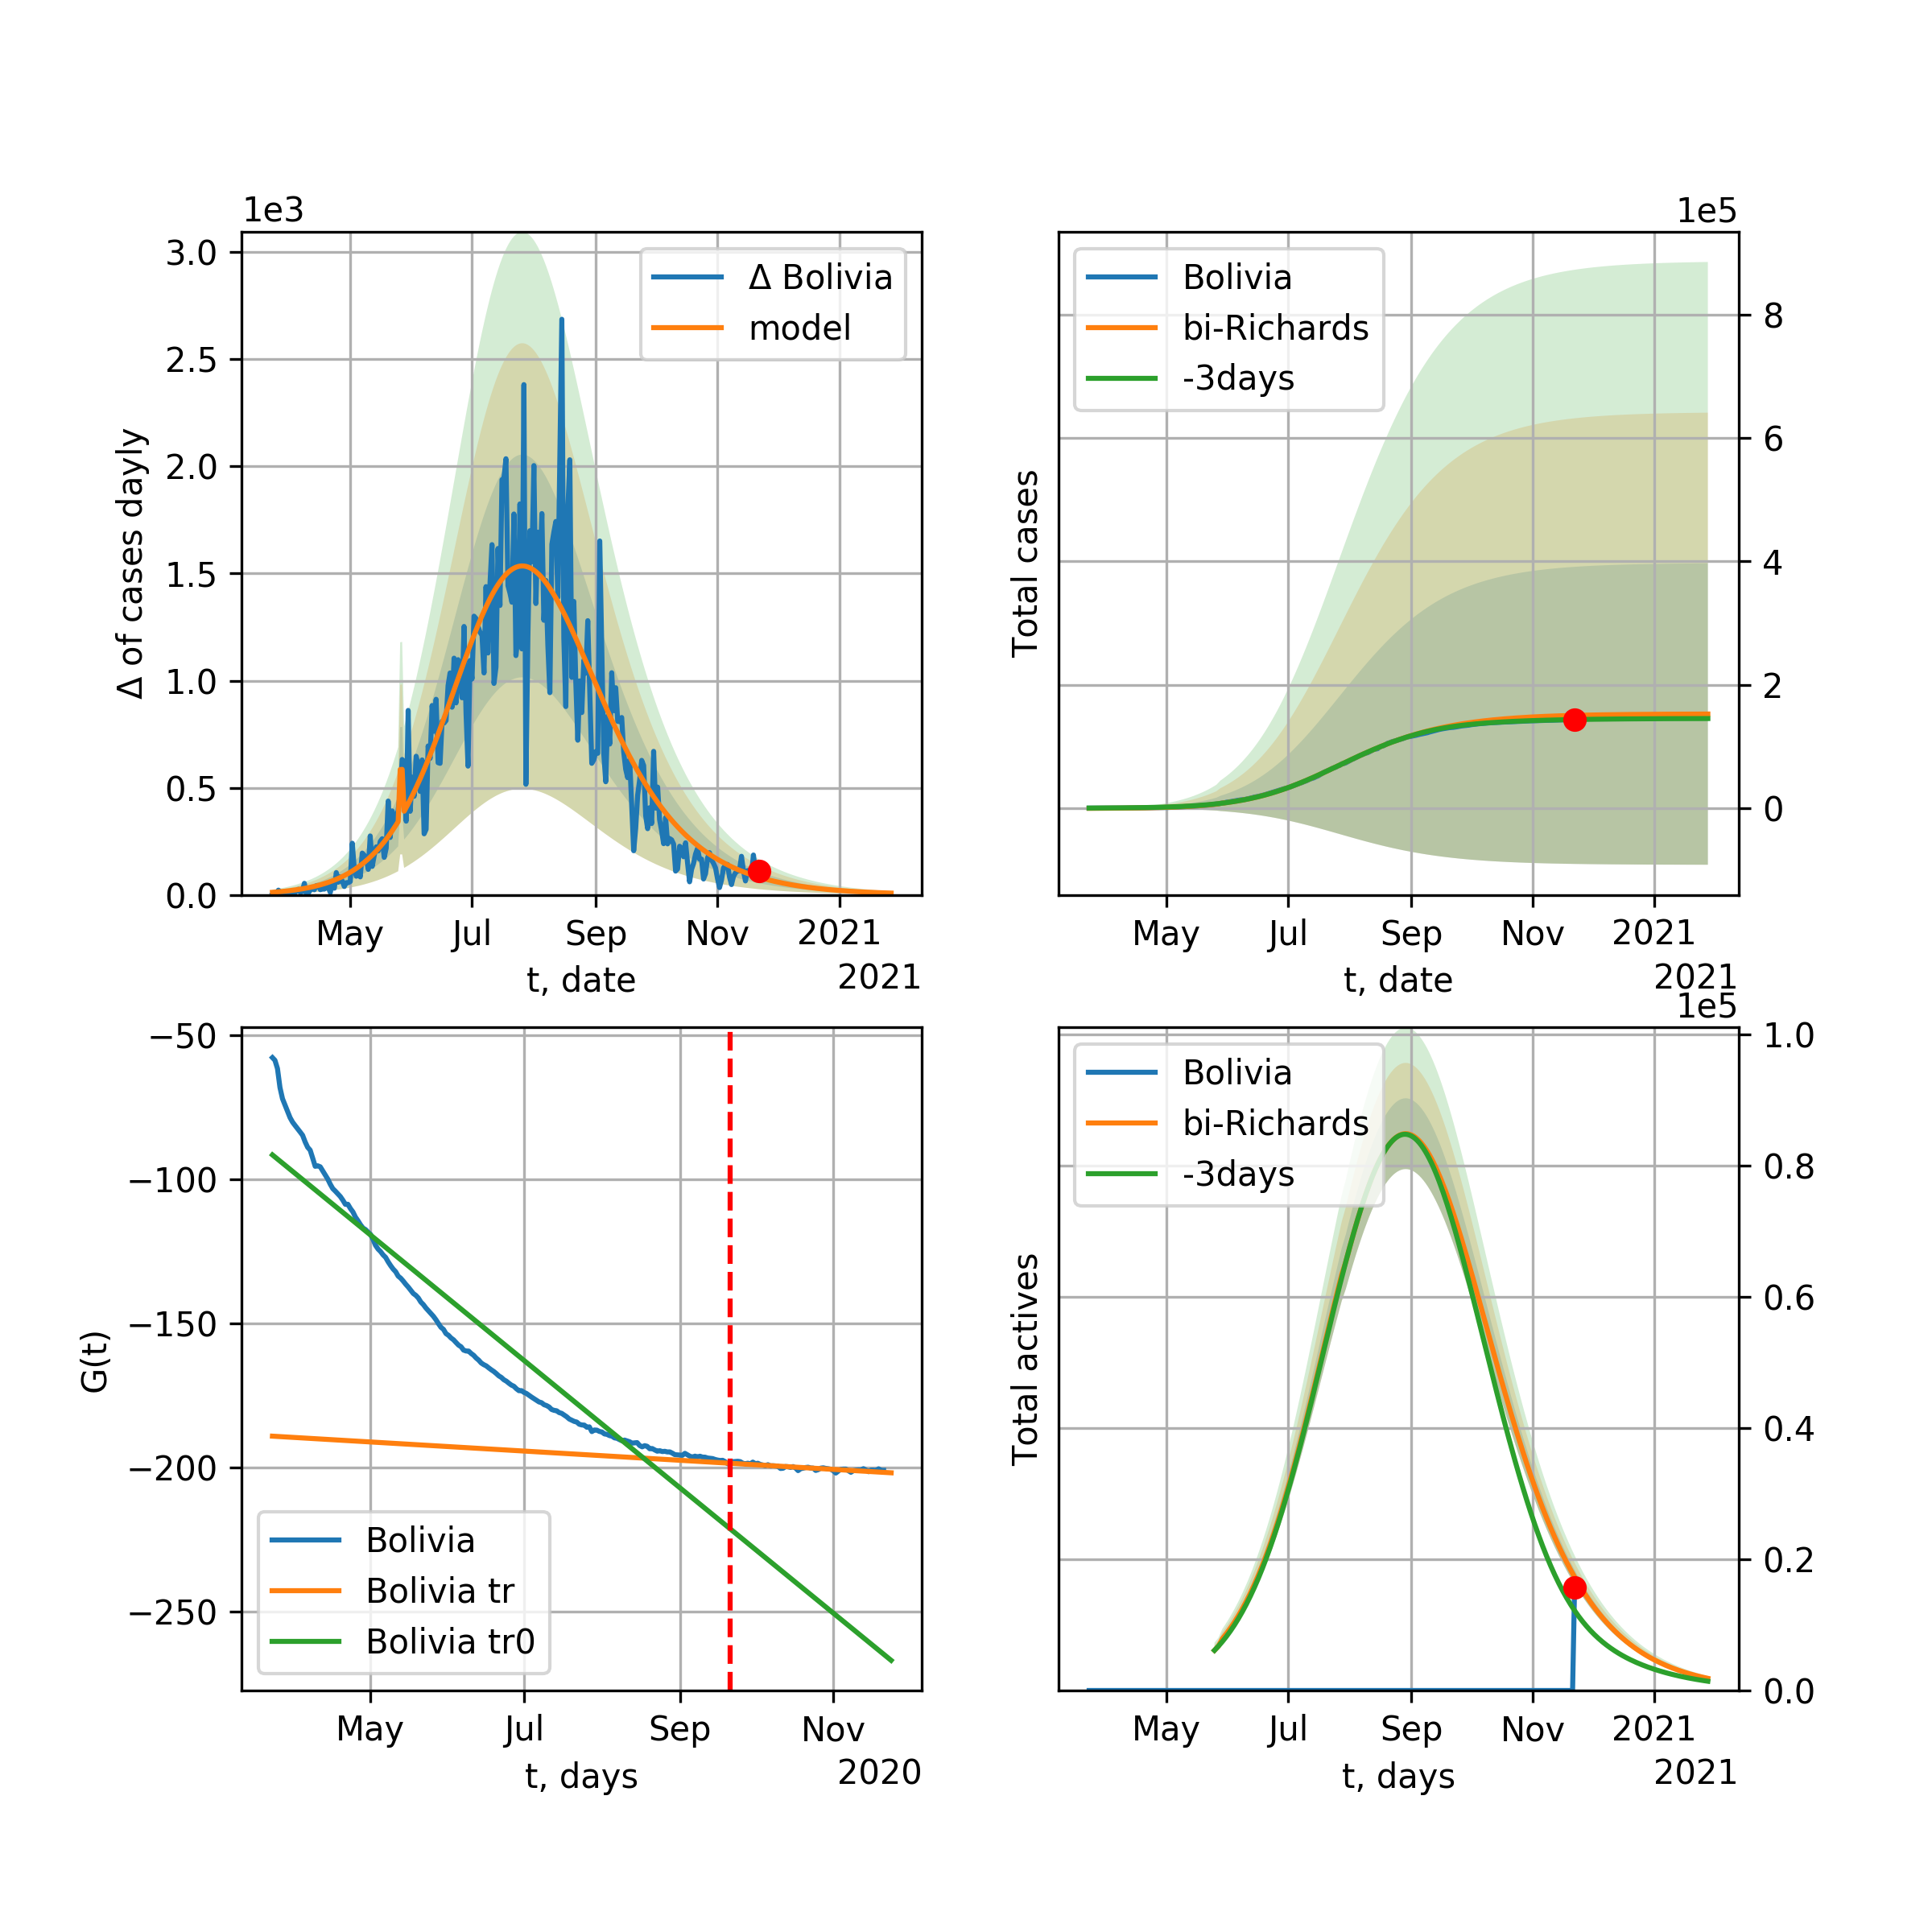 1e3
3.0
2.5
2.0
1.5
1.0
0.5
0.0
Δ of cases dayly
Δ Bolivia
model
May Jul Sep Nov 2021
t, date
2021
1e5
8
6
4
2
0
Total cases
Bolivia
bi-Richards
-3days
May Jul Sep Nov 2021
t, date
2021
−50
−100
−150
−200
−250
G(t)
Bolivia
Bolivia tr
Bolivia tr0
May Jul Sep Nov
t, days
2020
1e5
1.0
0.8
0.6
0.4
0.2
0.0
Total actives
Bolivia
bi-Richards
-3days
May Jul Sep Nov 2021
t, days
2021